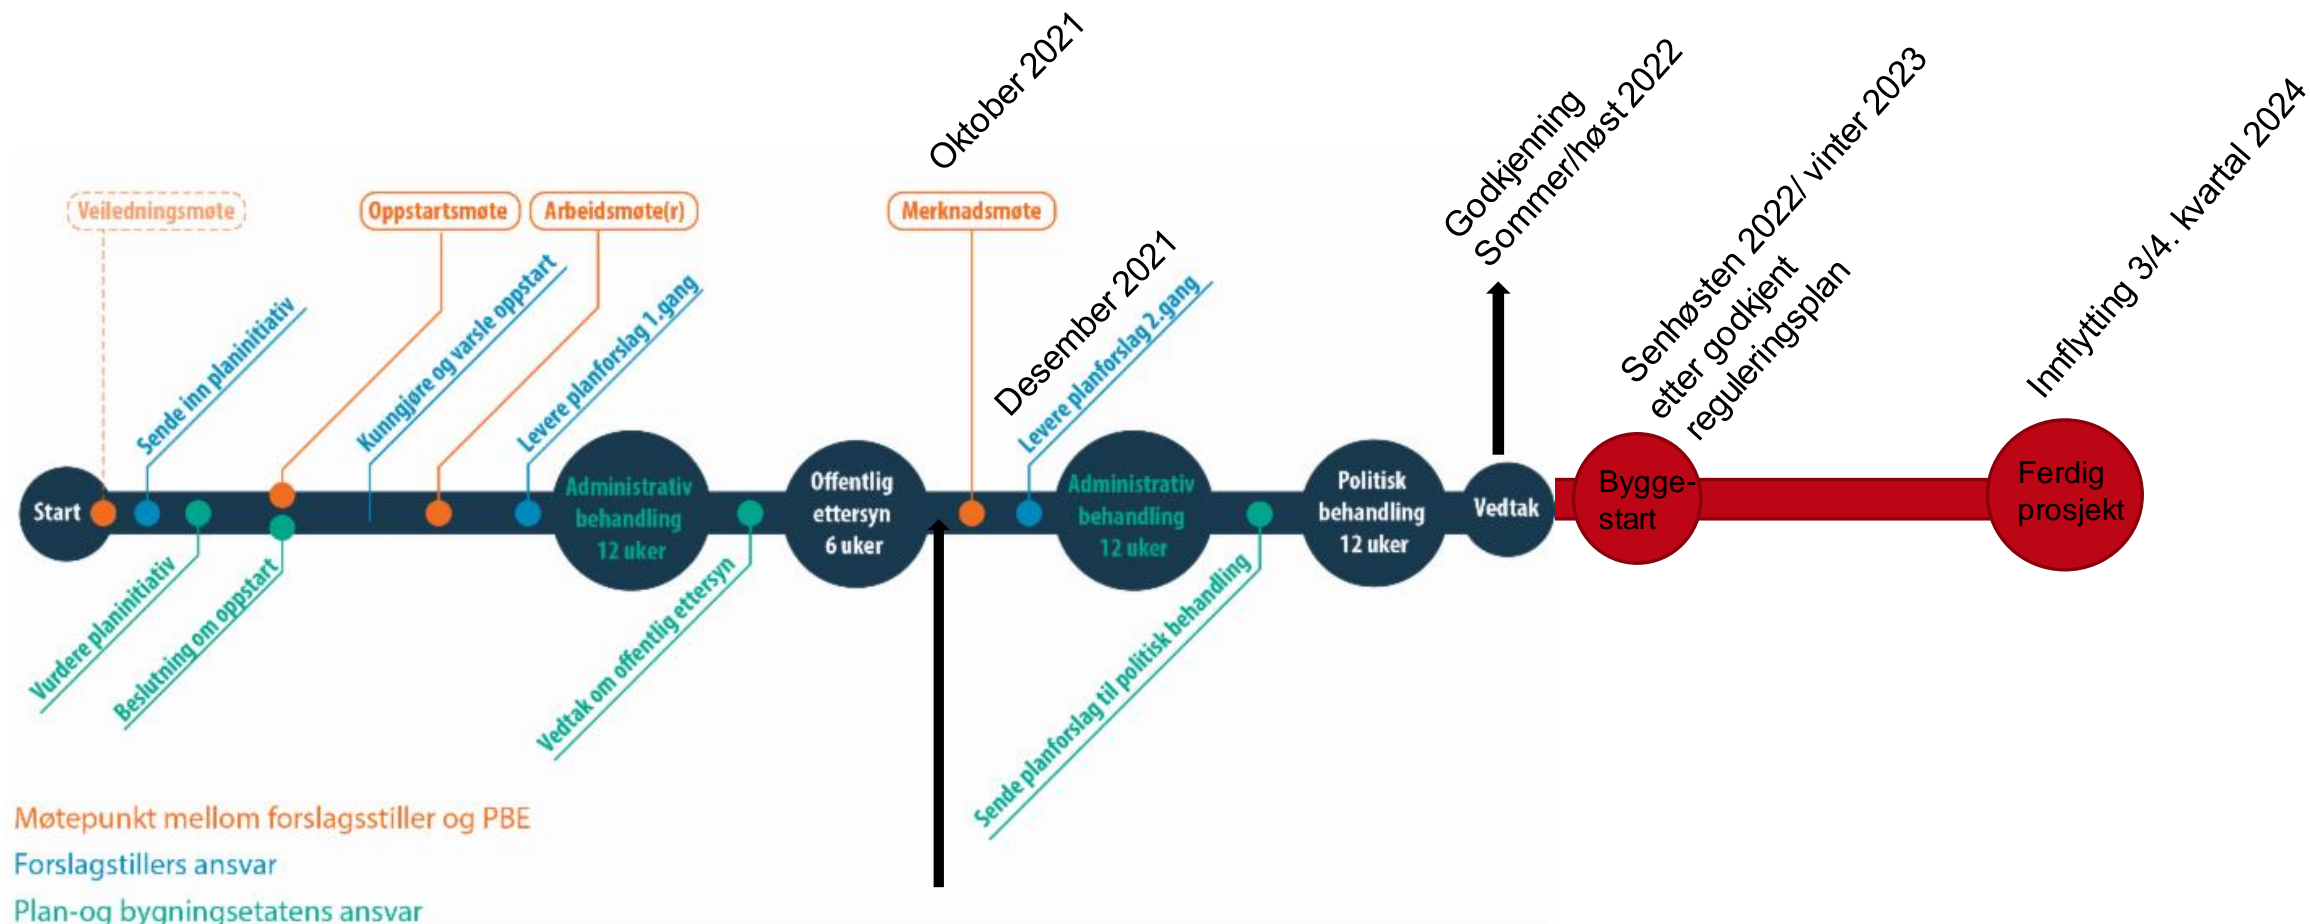 Oktober 2021
Godkjenning
Sommer/høst 2022
Senhøsten 2022/ vinter 2023
etter godkjent
reguleringsplan
Innflytting 3/4. kvartal 2024
Veiledningsmøte
Oppstartsmøte
Arbeidsmøte(r)
Merknadsmøte
Desember 2021
Sende inn planinitiativ
Kunngjøre og varsle oppstart
Levere planforslag 1.gang
Levere planforslag 2.gang
Start
Administrativ
behandling
12 uker
Offentlig
ettersyn
6 uker
Administrativ
behandling
12 uker
Politisk
behandling
12 uker
Vedtak
Bygge-
start
Ferdig
prosjekt
Vurdere planinitiativ
Beslutning om oppstart
Vedtak om offentlig ettersyn
Sende planforslag til politisk behandling
Møtepunkt mellom forslagsstiller og PBE
Forslagstillers ansvar
Plan-og bygningsetatens ansvar